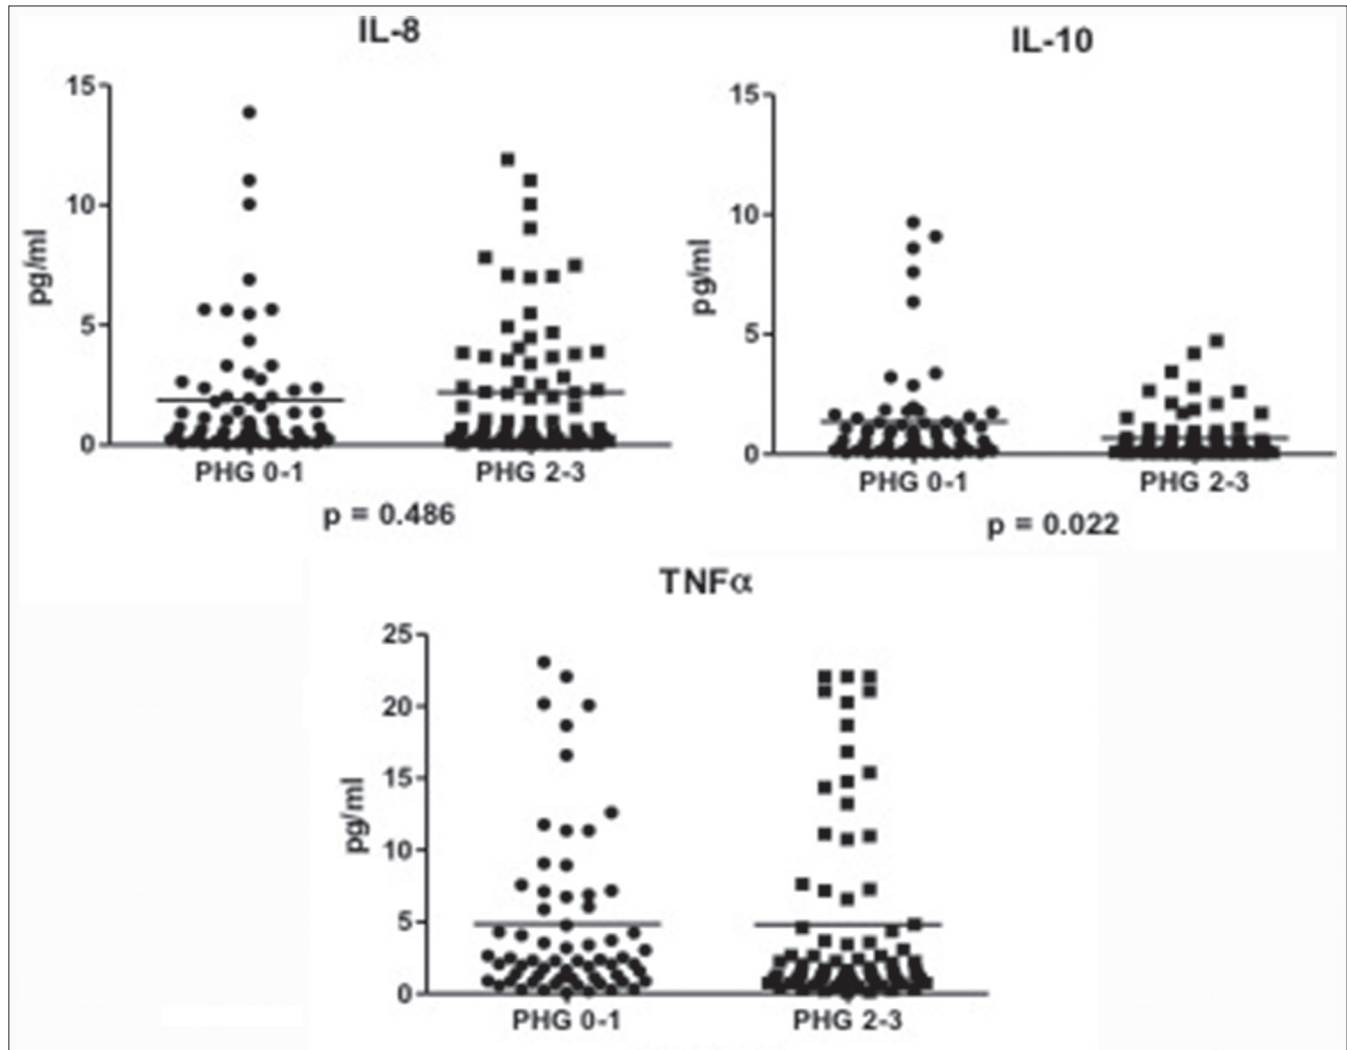 IL-8
15
10
5
0
pg/ml
PHG 0-1
PHG 2-3
p = 0.486
IL-10
15
10
5
0
pg/ml
PHG 0-1
PHG 2-3
p = 0.022
TNFα
25
20
15
10
5
0
pg/ml
PHG 0-1
PHG 2-3